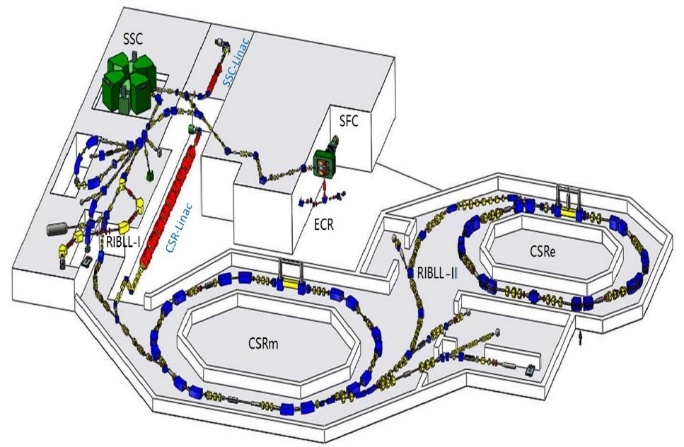 SSC
SSC-Linac
SFC
ECR
RIBLL-I
CSR-Linac
CSRe
RIBLL-II
CSRm